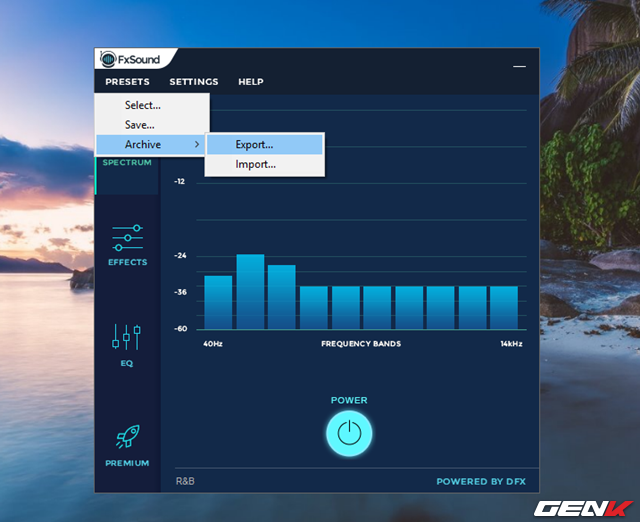 FxSound
PRESETS SETTINGS HELP
Select...
Save...
Archive
Export...
Import...
SPECTRUM
-12
-24
-36
-60
40Hz FREQUENCY BANDS 14kHz
EFFECTS
EQ
PREMIUM
POWER
R&B
POWERED BY DFX
GENK